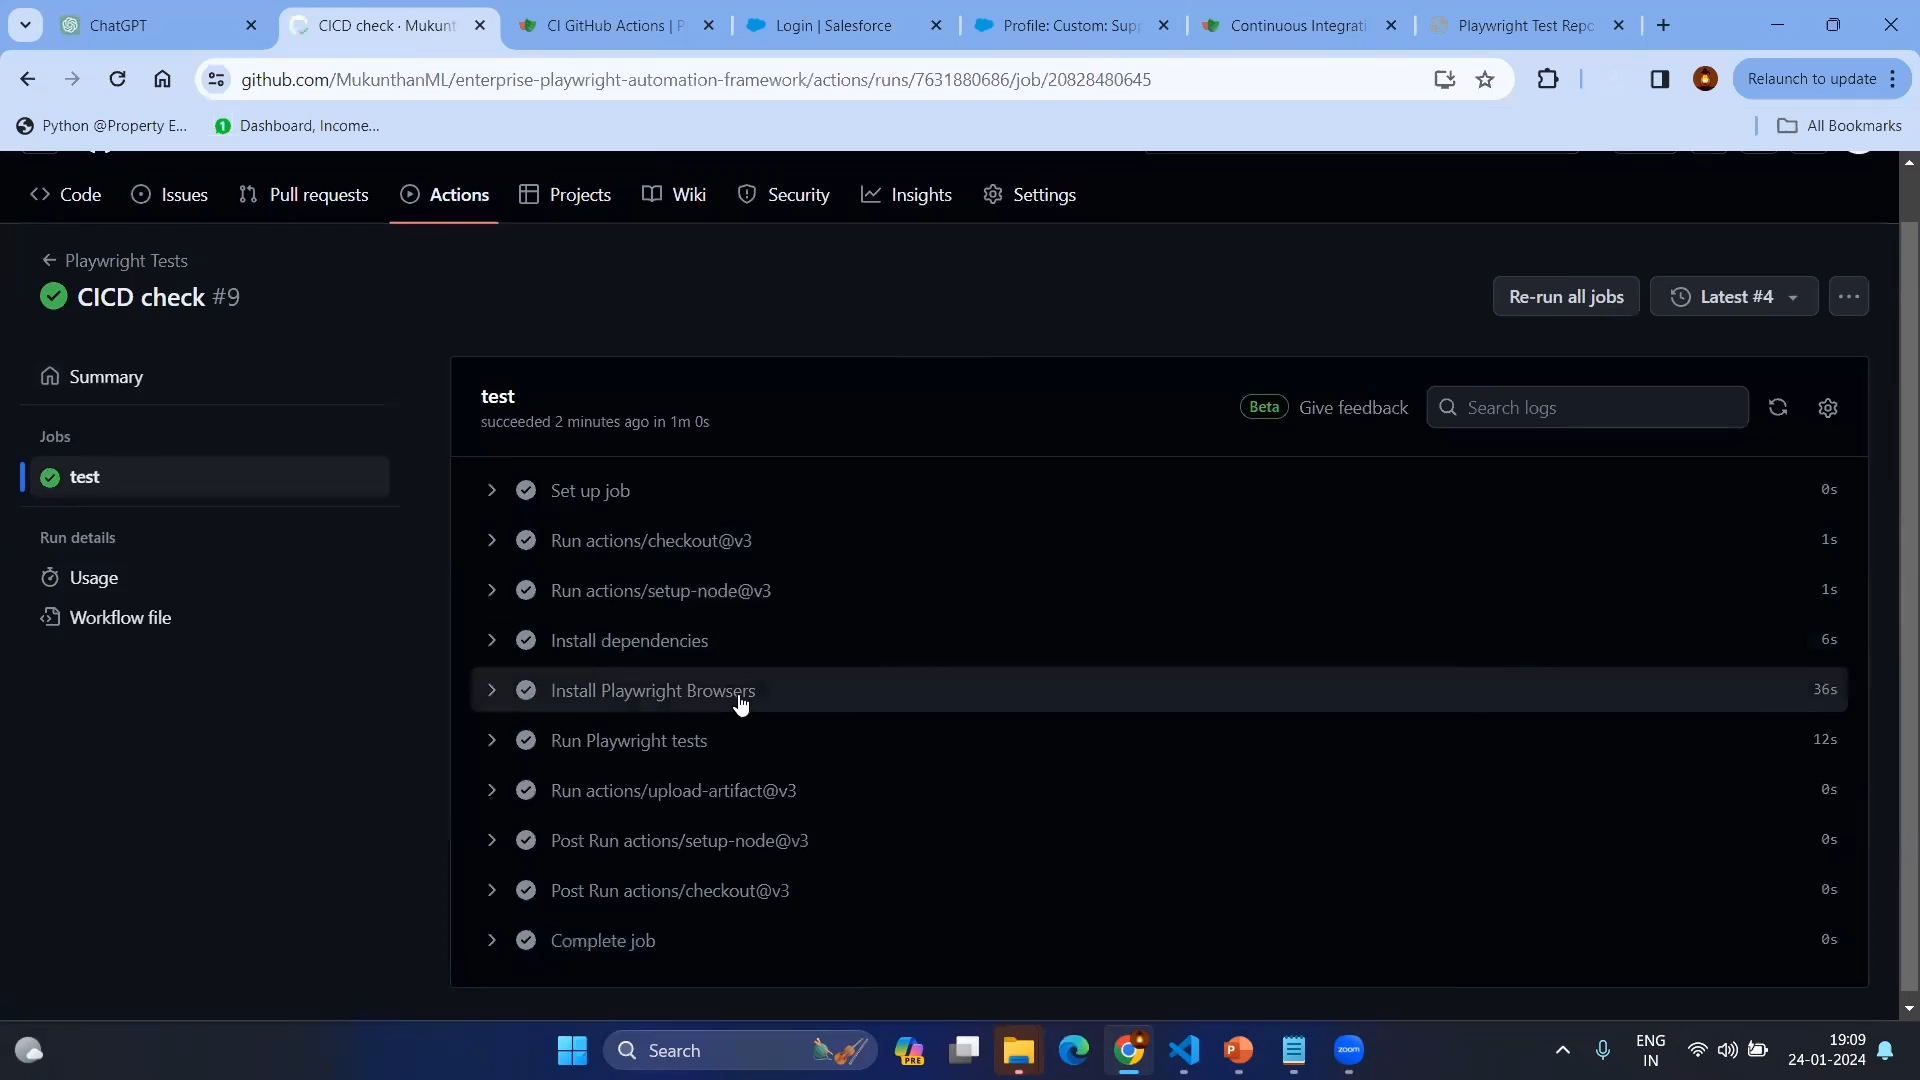 ChatGPT
CICD check · Mukunt
CI GitHub Actions | P
Login | Salesforce
Profile: Custom: Sup
Continuous Integrati
Playwright Test Repo
github.com/MukunthanML/enterprise-playwright-automation-framework/actions/runs/7631880686/job/20828480645
Relaunch to update
Python @Property E...
Dashboard, Income...
All Bookmarks
Code
Issues
Pull requests
Actions
Projects
Wiki
Security
Insights
Settings
Playwright Tests
CICD check #9
Re-run all jobs
Latest #4
Summary
Jobs
test
Run details
Usage
Workflow file
test
succeeded 2 minutes ago in 1m 0s
Beta
Give feedback
Search logs
Set up job 0s
Run actions/checkout@v3 1s
Run actions/setup-node@v3 1s
Install dependencies 6s
Install Playwright Browsers 36s
Run Playwright tests 12s
Run actions/upload-artifact@v3 0s
Post Run actions/setup-node@v3 0s
Post Run actions/checkout@v3 0s
Complete job 0s
Search
PRE
zoom
ENG
IN
19:09
24-01-2024